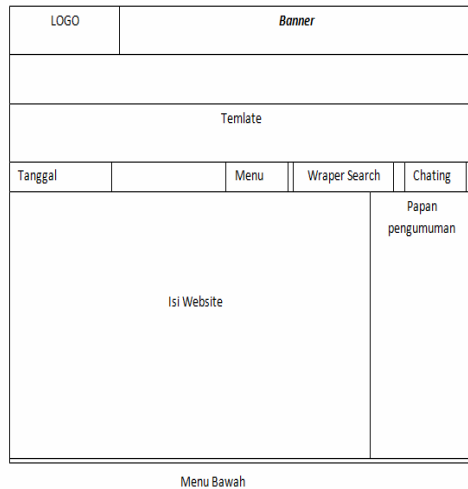 LOGO
Banner
Temlate
Tanggal
Menu
Wraper Search
Chating
Papan
pengumuman
Isi Website
Menu Bawah